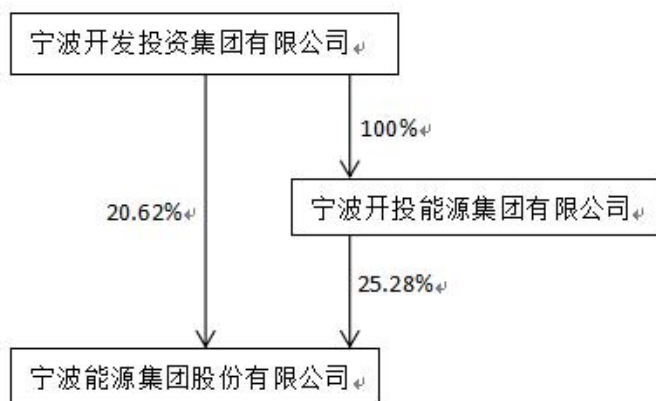 宁波开发投资集团有限公司
100%
宁波开投能源集团有限公司
20.62%
25.28%
宁波能源集团股份有限公司